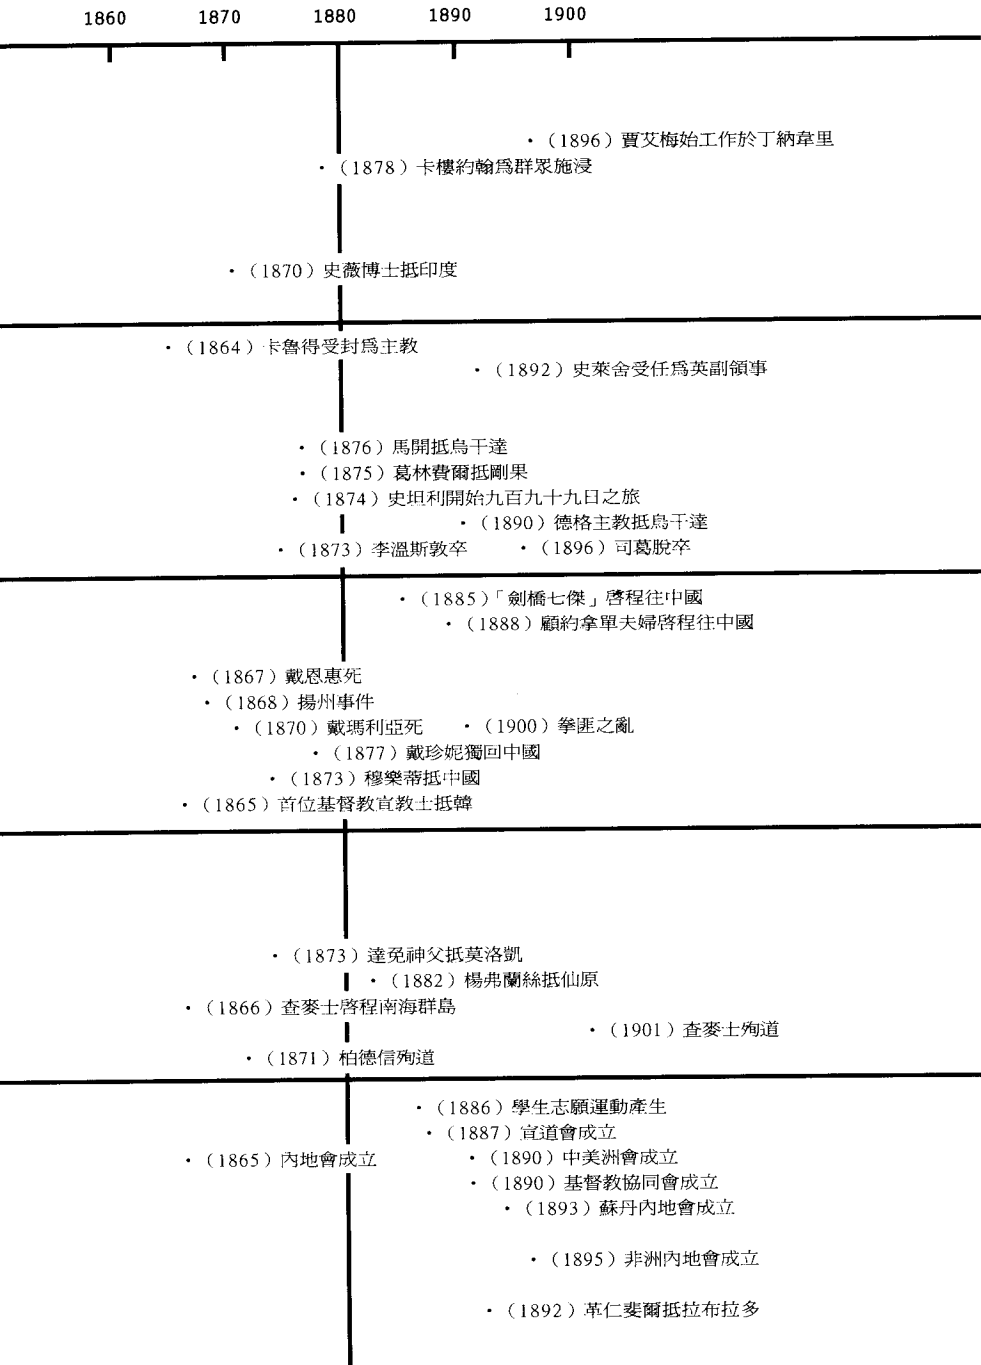 1860 1870 1880 1890 1900
・（1896）賈艾梅始工作於丁納韋里
・（1878）卡樓約翰爲群眾施浸
・（1870）史薇博士抵印度
・（1864）卡魯得受封爲主教
・（1892）史萊舍受任爲英副領事
・（1876）馬開抵烏干達
・（1875）葛林費爾抵剛果
・（1874）史坦利開始九百九十九日之旅
・（1890）德格主教抵烏干達
・（1873）李溫斯敦卒 ・（1896）司葛脫卒
・（1885）「劍橋七傑」啓程往中國
・（1888）顧約拿單夫婦啓程往中國
・（1867）戴恩惠死
・（1868）揚州事件
・（1870）戴瑪利亞死 ・（1900）拳匪之亂
・（1877）戴珍妮獨回中國
・（1873）穆樂蒂抵中國
・（1865）首位基督教宣教士抵韓
・（1873）達免神父抵莫洛凱
・（1882）楊弗蘭絲抵仙原
・（1866）查麥士啓程南海群島
・（1901）查麥士殉道
・（1871）柏德信殉道
・（1886）學生志願運動產生
・（1887）宣道會成立
・（1865）內地會成立 ・（1890）中美洲會成立
・（1890）基督教協同會成立
・（1893）蘇丹內地會成立
・（1895）非洲內地會成立
・（1892）革仁斐爾抵拉布拉多